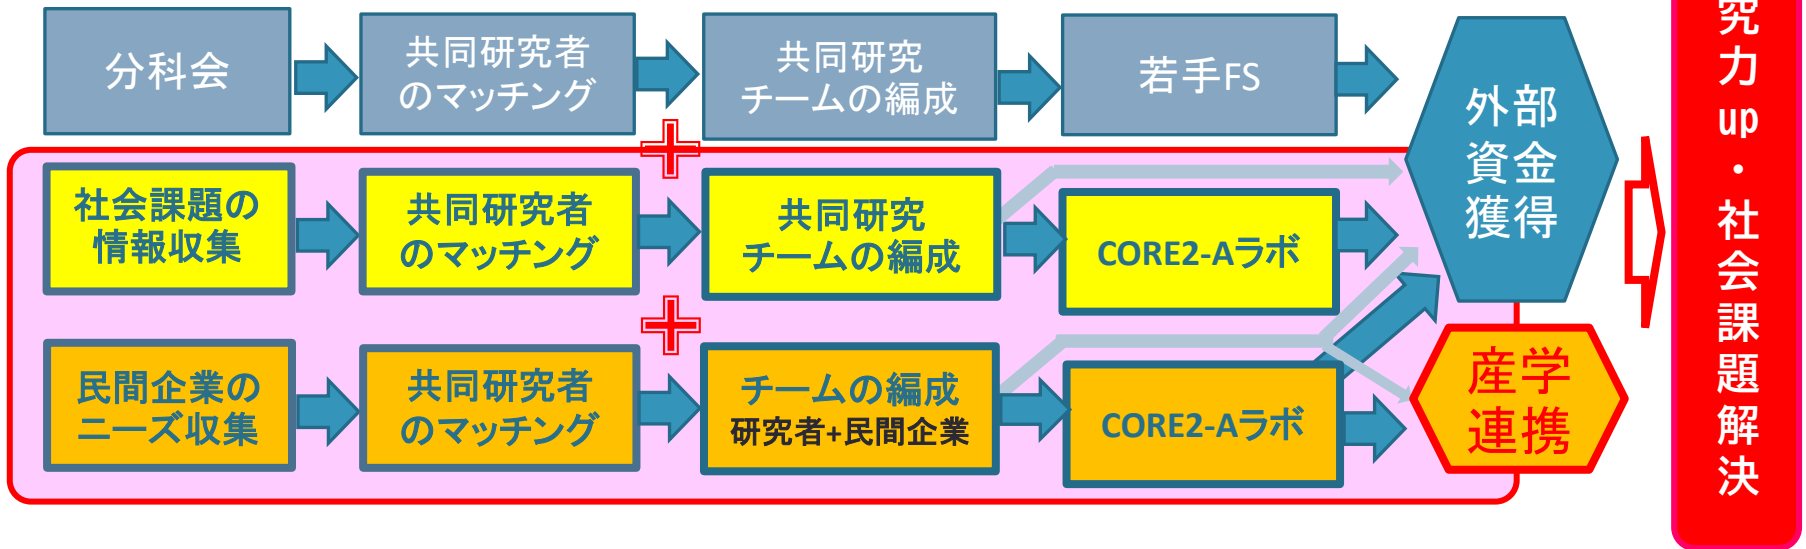 分科会
共同研究者
のマッチング
共同研究
チームの編成
若手FS
外部
資金
獲得
社会課題の
情報収集
共同研究者
のマッチング
共同研究
チームの編成
CORE2-Aラボ
民間企業の
ニーズ収集
共同研究者
のマッチング
チームの編成
研究者+民間企業
CORE2-Aラボ
産学
連携
究力up・社会課題解決